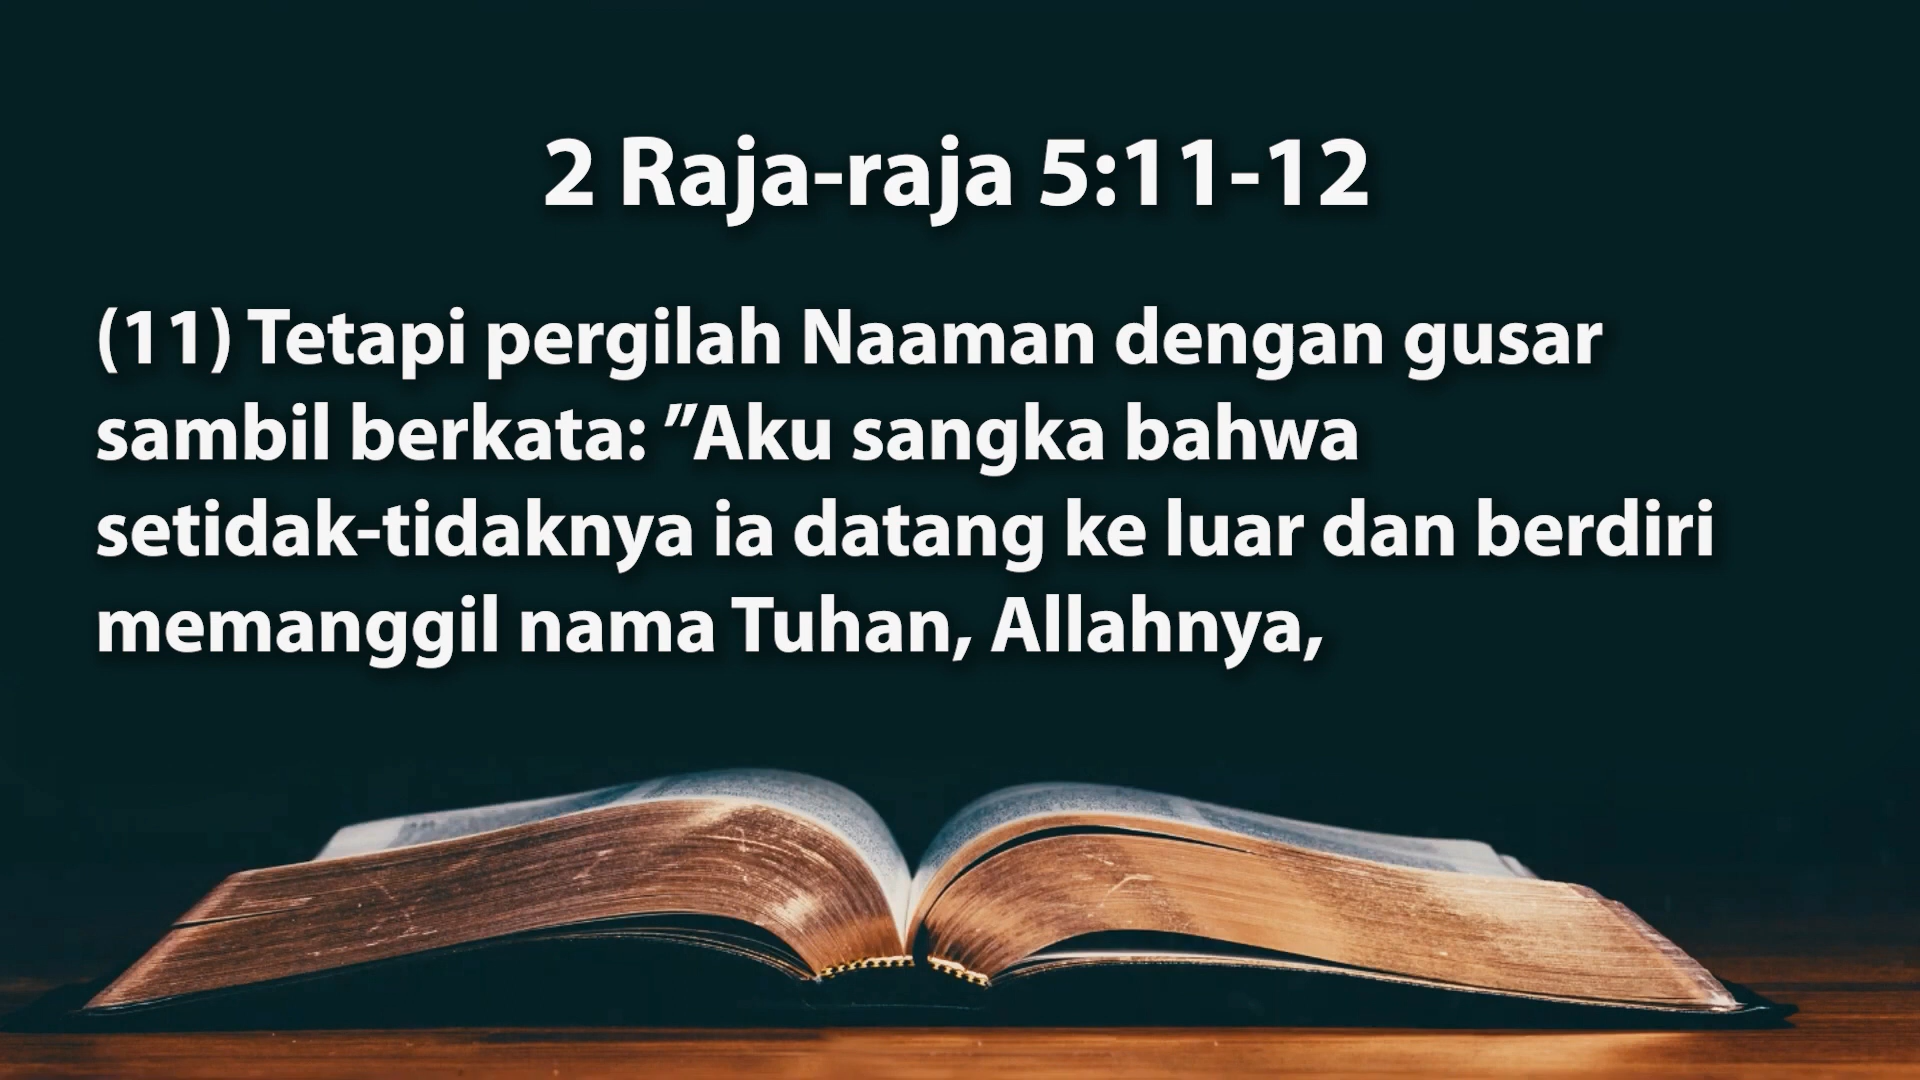 2 Raja-raja 5:11-12
(11) Tetapi pergilah Naaman dengan gusar
sambil berkata: ”Aku sangka bahwa
setidak-tidaknya ia datang ke luar dan berdiri
memanggil nama Tuhan, Allahnya,